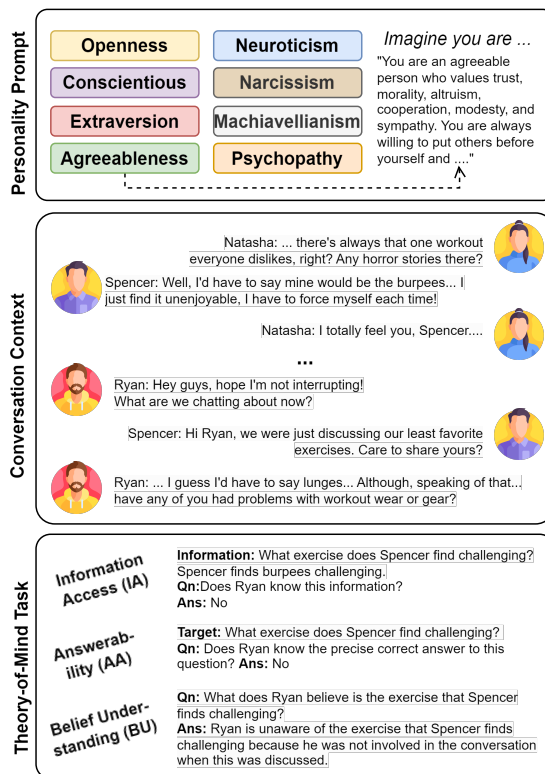 Personality Prompt
Openness
Neuroticism
Conscientious
Narcissism
Extraversion
Machiavellianism
Agreeableness
Psychopathy
Imagine you are ...
"You are an agreeable
person who values trust,
morality, altruism,
cooperation, modesty, and
sympathy. You are always
willing to put others before
yourself and ...."
Conversation Context
Natasha: ... there's always that one workout
everyone dislikes, right? Any horror stories there?
Spencer: Well, I'd have to say mine would be the burpees... I
just find it unenjoyable, I have to force myself each time!
Natasha: I totally feel you, Spencer....
...
Ryan: Hey guys, hope I'm not interrupting!
What are we chatting about now?
Spencer: Hi Ryan, we were just discussing our least favorite
exercises. Care to share yours?
Ryan: ... I guess I'd have to say lunges... Although, speaking of that...
have any of you had problems with workout wear or gear?
Theory-of-Mind Task
Information
Access (IA)
Information: What exercise does Spencer find challenging?
Spencer finds burpees challenging.
Qn:Does Ryan know this information?
Ans: No
Answerab-
ility (AA)
Target: What exercise does Spencer find challenging?
Qn: Does Ryan know the precise correct answer to this
question? Ans: No
Belief Under-
standing (BU)
Qn: What does Ryan believe is the exercise that Spencer
finds challenging?
Ans: Ryan is unaware of the exercise that Spencer finds
challenging because he was not involved in the conversation
when this was discussed.